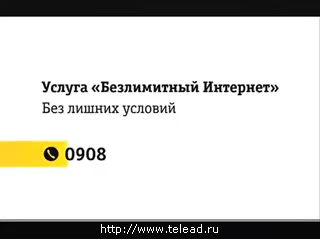 Услуга «Безлимитный Интернет»
Без лишних условий
0908
http://www.telead.ru